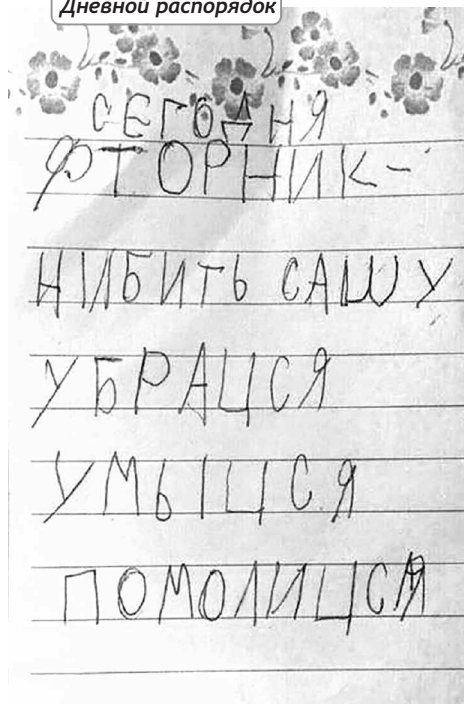 Дневной распорядок
СЕГОДНЯ
ФТОРНИК-
НИБИТЬ САШУ
УБРАЦСЯ
УМЫЦСЯ
ПОМОЛИЦСЯ